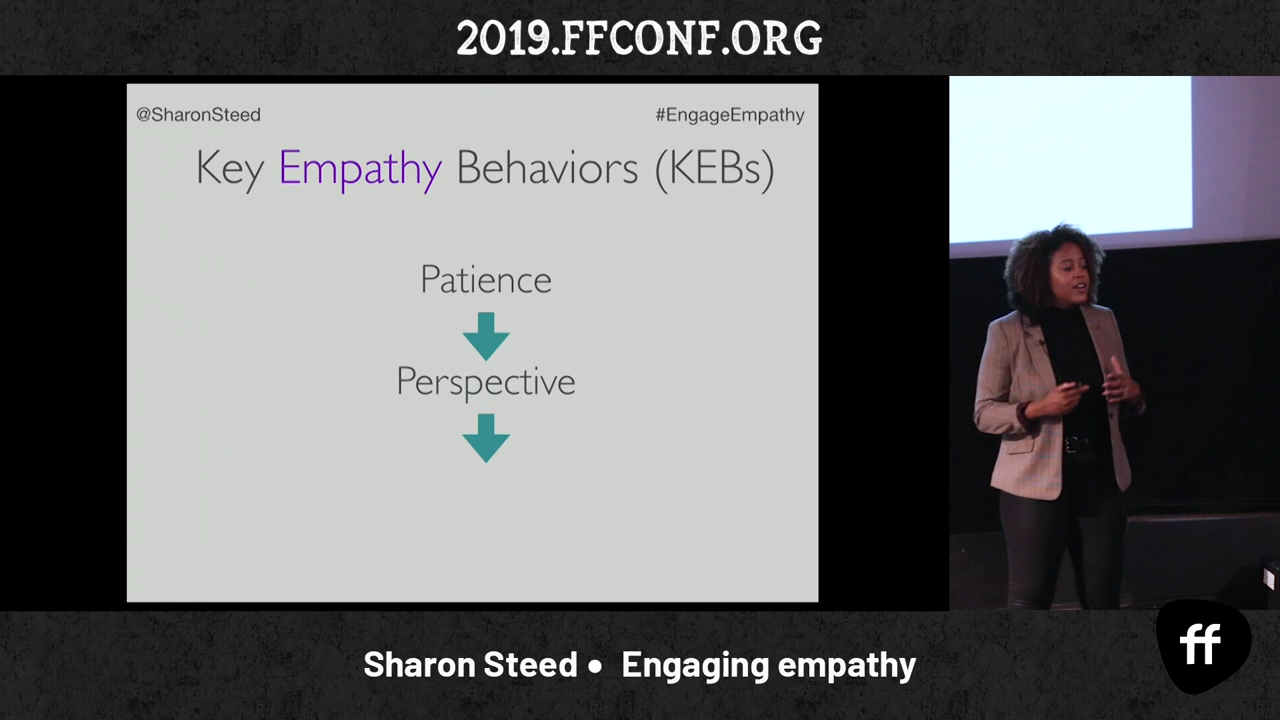 2019.FFCONF.ORG
@SharonSteed
#EngageEmpathy
Key Empathy Behaviors (KEBs)
Patience
Perspective
Sharon Steed • Engaging empathy
ff